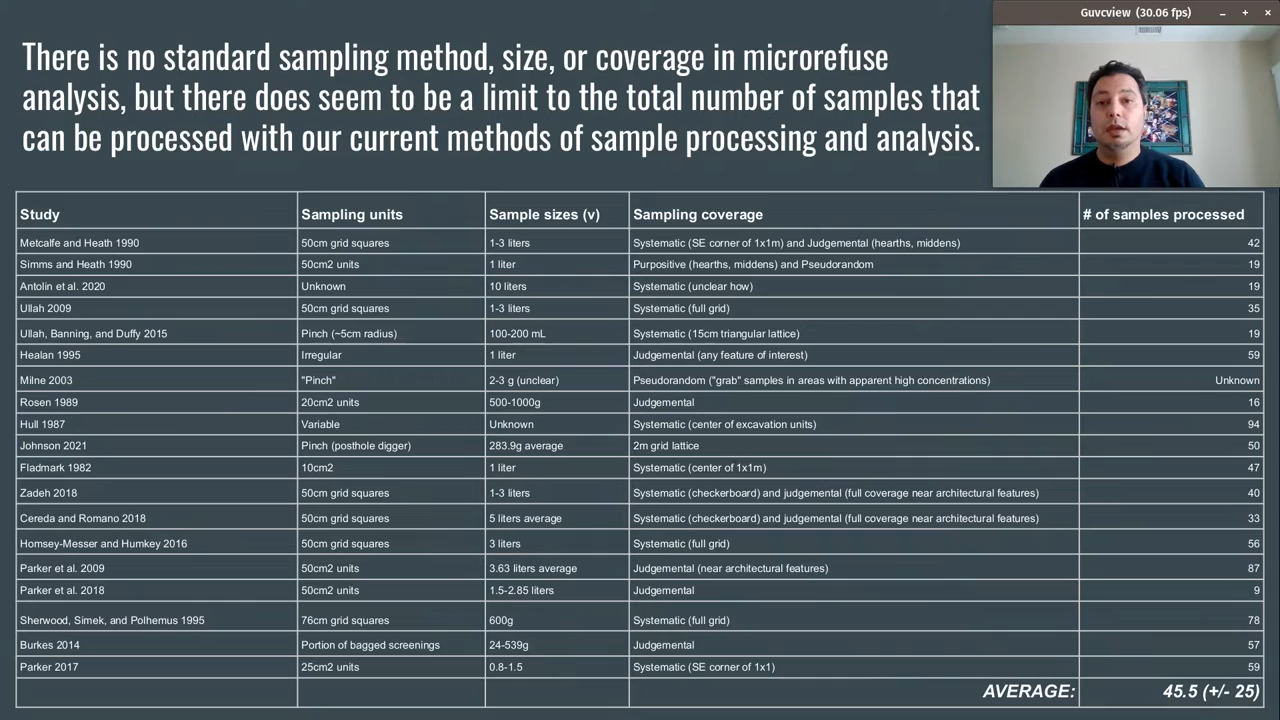 Guvcview (30.06 fps)
There is no standard sampling method, size, or coverage in microrefuse
analysis, but there does seem to be a limit to the total number of samples that
can be processed with our current methods of sample processing and analysis.
Study Sampling units Sample sizes (v) Sampling coverage # of samples processed
Metcalfe and Heath 1990 50cm grid squares 1-3 liters Systematic (SE corner of 1x1m) and Judgemental (hearths, middens) 42
Simms and Heath 1990 50cm2 units 1 liter Purpositive (hearths, middens) and Pseudorandom 19
Antolin et al. 2020 Unknown 10 liters Systematic (unclear how) 19
Ullah 2009 50cm grid squares 1-3 liters Systematic (full grid) 35
Ullah, Banning, and Duffy 2015 Pinch (~5cm radius) 100-200 mL Systematic (15cm triangular lattice) 19
Healan 1995 Irregular 1 liter Judgemental (any feature of interest) 59
Milne 2003 "Pinch" 2-3 g (unclear) Pseudorandom ("grab" samples in areas with apparent high concentrations) Unknown
Rosen 1989 20cm2 units 500-1000g Judgemental 16
Hull 1987 Variable Unknown Systematic (center of excavation units) 94
Johnson 2021 Pinch (posthole digger) 283.9g average 2m grid lattice 50
Fladmark 1982 10cm2 1 liter Systematic (center of 1x1m) 47
Zadeh 2018 50cm grid squares 1-3 liters Systematic (checkerboard) and judgemental (full coverage near architectural features) 40
Cereda and Romano 2018 50cm grid squares 5 liters average Systematic (checkerboard) and judgemental (full coverage near architectural features) 33
Homsey-Messer and Humkey 2016 50cm grid squares 3 liters Systematic (full grid) 56
Parker et al. 2009 50cm2 units 3.63 liters average Judgemental (near architectural features) 87
Parker et al. 2018 50cm2 units 1.5-2.85 liters Judgemental 9
Sherwood, Simek, and Polhemus 1995 76cm grid squares 600g Systematic (full grid) 78
Burkes 2014 Portion of bagged screenings 24-539g Judgemental 57
Parker 2017 25cm2 units 0.8-1.5 Systematic (SE corner of 1x1) 59
AVERAGE: 45.5 (+/- 25)